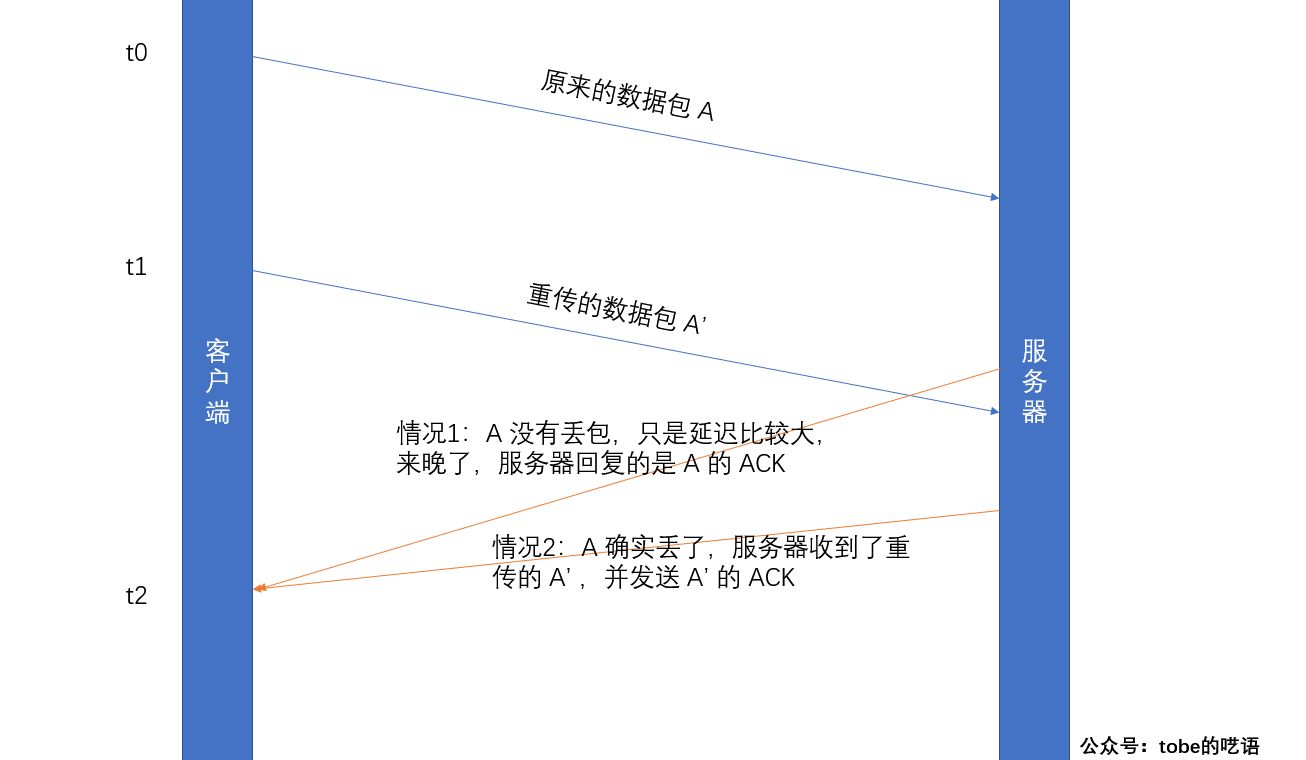 t0
原来的数据包 A
t1
重传的数据包 A’
客户端
服务器
情况1：A 没有丢包，只是延迟比较大，
来晚了，服务器回复的是 A 的 ACK
情况2：A 确实丢了，服务器收到了重
传的 A’ ，并发送 A’ 的 ACK
t2
公众号：tobe的呓语